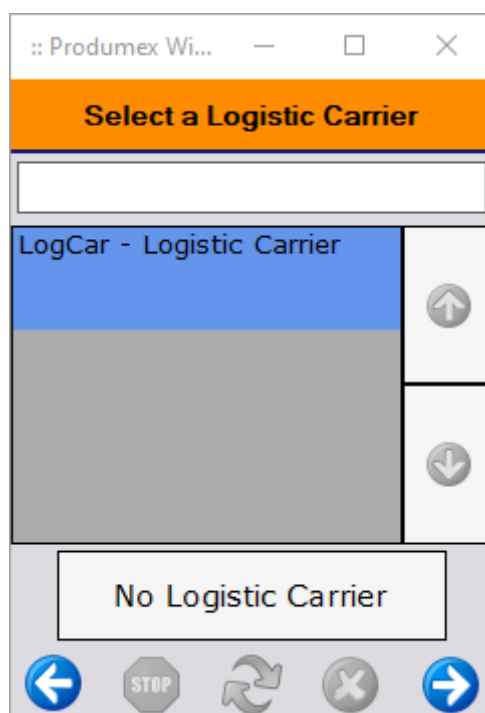 :: Produmex Wi...
Select a Logistic Carrier
LogCar - Logistic Carrier
No Logistic Carrier
STOP